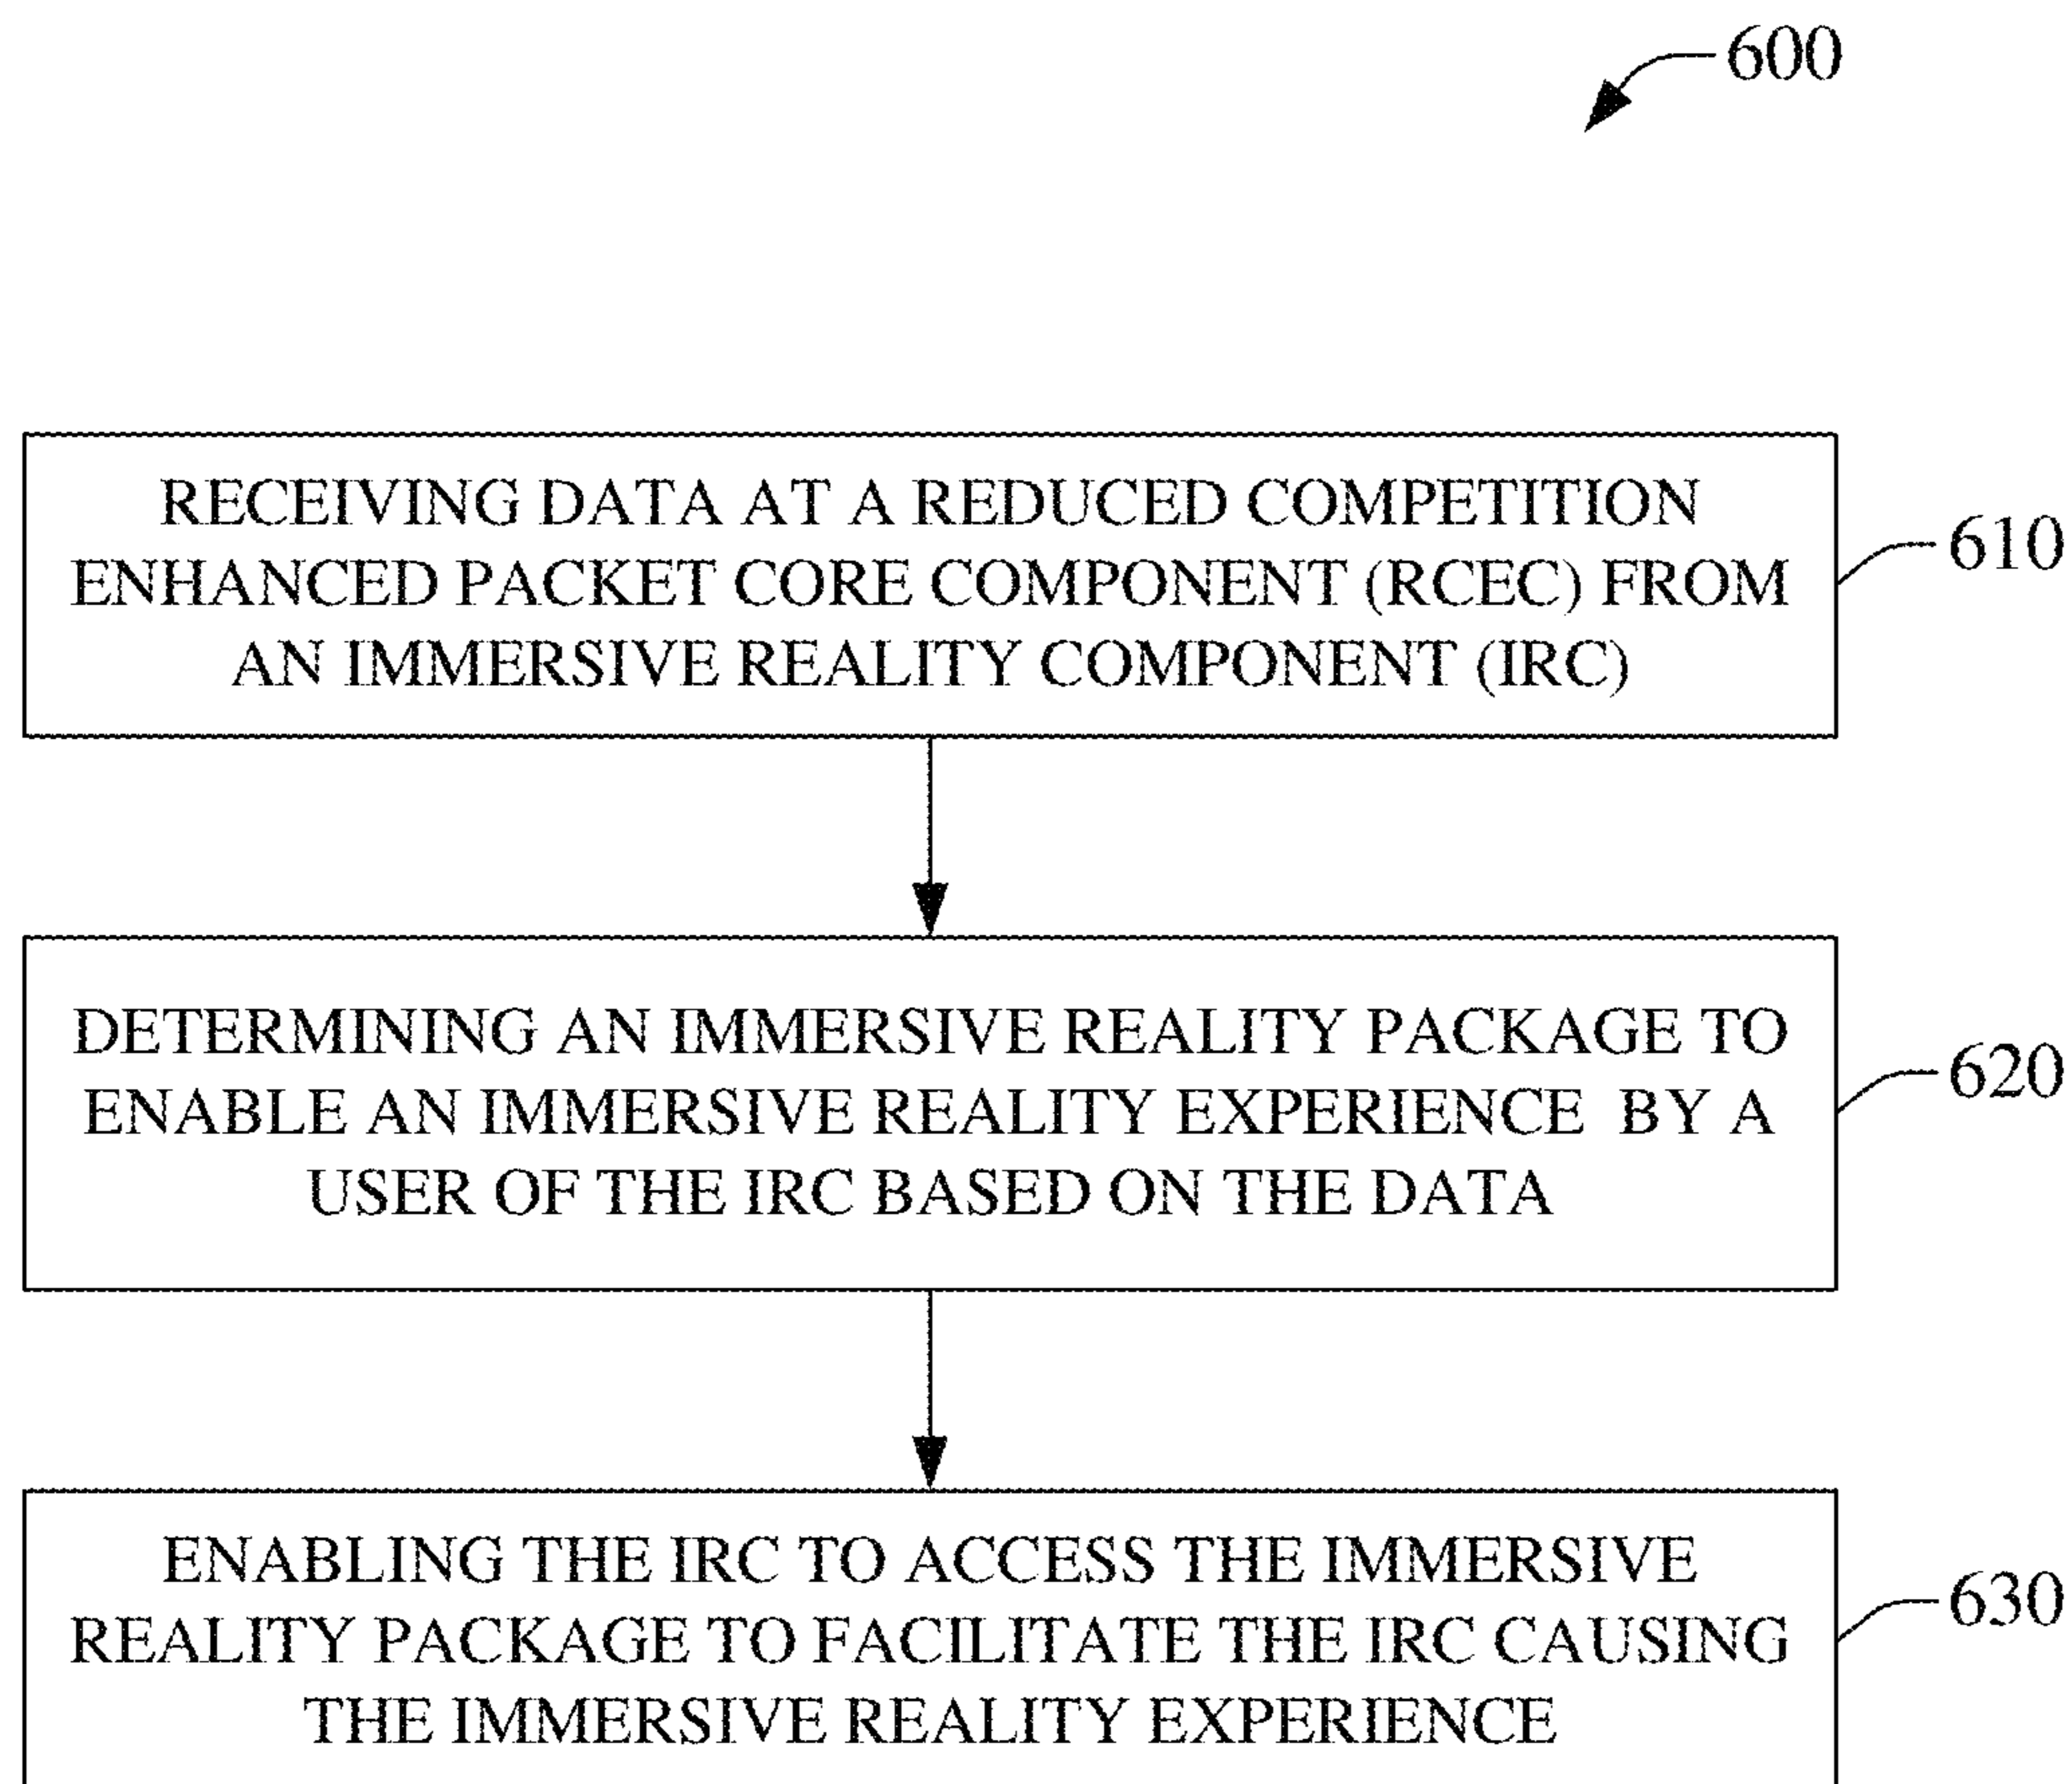 600
RECEIVING DATA AT A REDUCED COMPETITION
ENHANCED PACKET CORE COMPONENT (RCEC) FROM
AN IMMERSIVE REALITY COMPONENT (IRC)
610
DETERMINING AN IMMERSIVE REALITY PACKAGE TO
ENABLE AN IMMERSIVE REALITY EXPERIENCE BY A
USER OF THE IRC BASED ON THE DATA
620
ENABLING THE IRC TO ACCESS THE IMMERSIVE
REALITY PACKAGE TO FACILITATE THE IRC CAUSING
THE IMMERSIVE REALITY EXPERIENCE
630